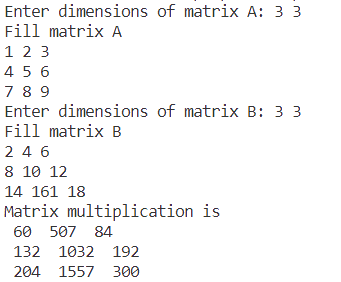 Enter dimensions of matrix A: 3 3
Fill matrix A
1 2 3
4 5 6
7 8 9
Enter dimensions of matrix B: 3 3
Fill matrix B
2 4 6
8 10 12
14 161 18
Matrix multiplication is
60 507 84
132 1032 192
204 1557 300